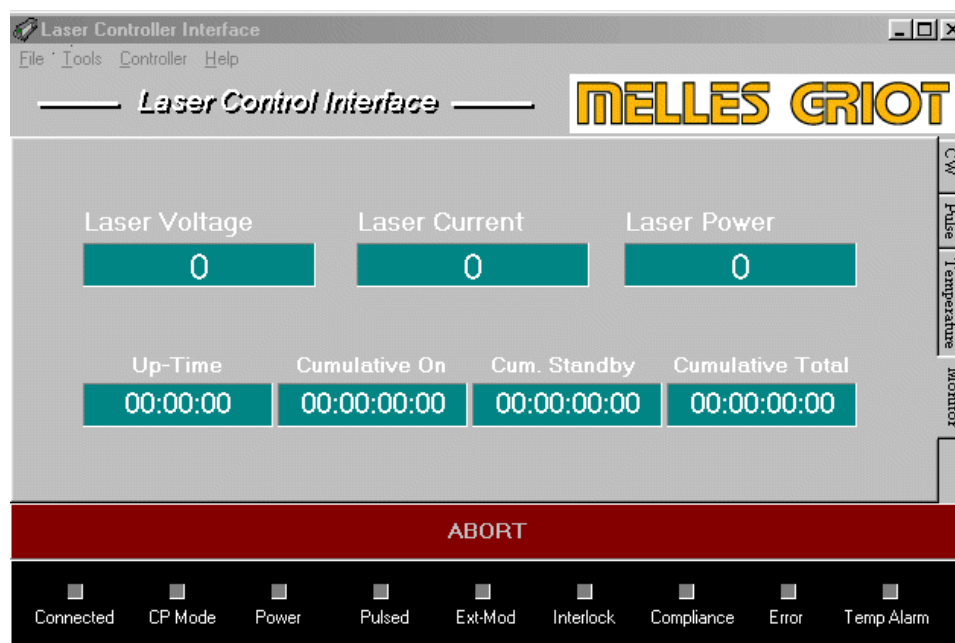 Laser Controller Interface
File Tools Controller Help
Laser Control Interface
MELLES GRIOT
CW
Pulse
Temperature
Monitor
Laser Voltage Laser Current Laser Power
0 0 0
Up-Time Cumulative On Cum. Standby Cumulative Total
00:00:00 00:00:00:00 00:00:00:00 00:00:00:00
ABORT
Connected CP Mode Power Pulsed Ext-Mod Interlock Compliance Error Temp Alarm